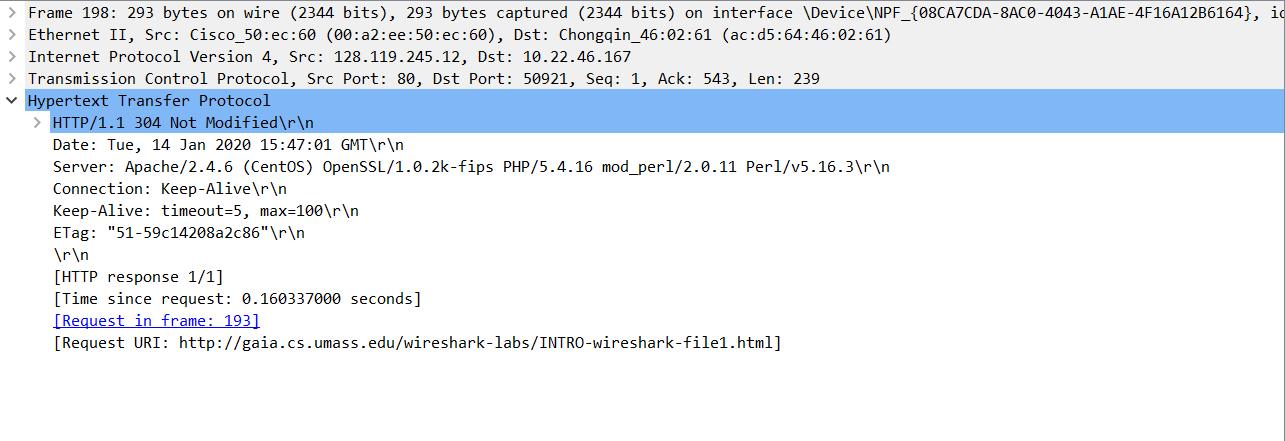 Frame 198: 293 bytes on wire (2344 bits), 293 bytes captured (2344 bits) on interface \Device\NPF_{08CA7CDA-8AC0-4043-A1AE-4F16A12B6164},
Ethernet II, Src: Cisco_50:ec:60 (00:a2:ee:50:ec:60), Dst: Chongqin_46:02:61 (ac:d5:64:46:02:61)
Internet Protocol Version 4, Src: 128.119.245.12, Dst: 10.22.46.167
Transmission Control Protocol, Src Port: 80, Dst Port: 50921, Seq: 1, Ack: 543, Len: 239
Hypertext Transfer Protocol
HTTP/1.1 304 Not Modified\r\n
Date: Tue, 14 Jan 2020 15:47:01 GMT\r\n
Server: Apache/2.4.6 (CentOS) OpenSSL/1.0.2k-fips PHP/5.4.16 mod_perl/2.0.11 Perl/v5.16.3\r\n
Connection: Keep-Alive\r\n
Keep-Alive: timeout=5, max=100\r\n
ETag: "51-59c14208a2c86"\r\n
\r\n
[HTTP response 1/1]
[Time since request: 0.160337000 seconds]
[Request in frame: 193]
[Request URI: http://gaia.cs.umass.edu/wireshark-labs/INTRO-wireshark-file1.html]